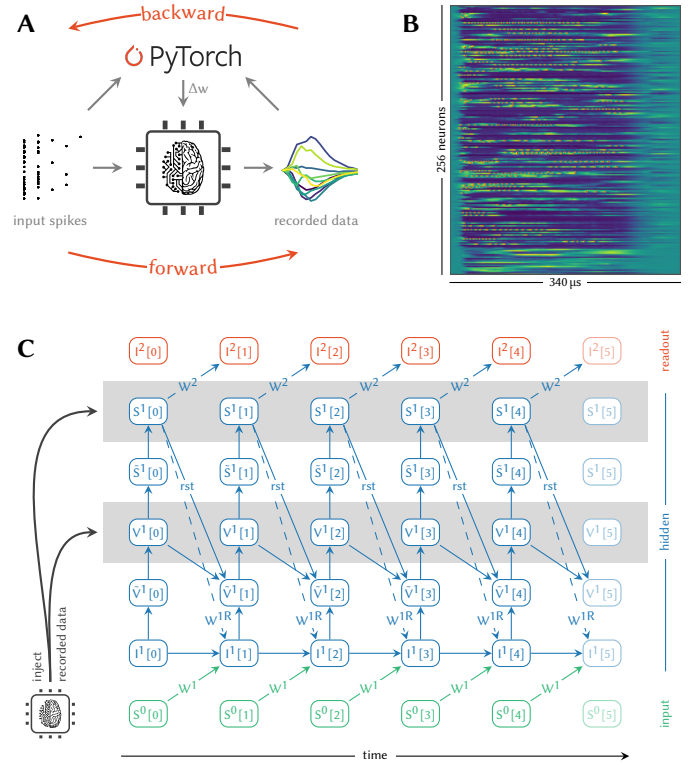 A
backward
PyTorch
Δw
input spikes
recorded data
forward
B
256 neurons
340 µs
C
I²[0] I²[1] I²[2] I²[3] I²[4] I²[5]
readout
W² W² W² W² W²
S¹[0] S¹[1] S¹[2] S¹[3] S¹[4] S¹[5]
S̃¹[0] S̃¹[1] S̃¹[2] S̃¹[3] S̃¹[4] S̃¹[5]
rst rst rst rst rst
hidden
V¹[0] V¹[1] V¹[2] V¹[3] V¹[4] V¹[5]
Ṽ¹[0] Ṽ¹[1] Ṽ¹[2] Ṽ¹[3] Ṽ¹[4] Ṽ¹[5]
W¹ᴿ W¹ᴿ W¹ᴿ W¹ᴿ W¹ᴿ
I¹[0] I¹[1] I¹[2] I¹[3] I¹[4] I¹[5]
inject
recorded data
W¹ W¹ W¹ W¹ W¹
S⁰[0] S⁰[1] S⁰[2] S⁰[3] S⁰[4] S⁰[5]
input
time